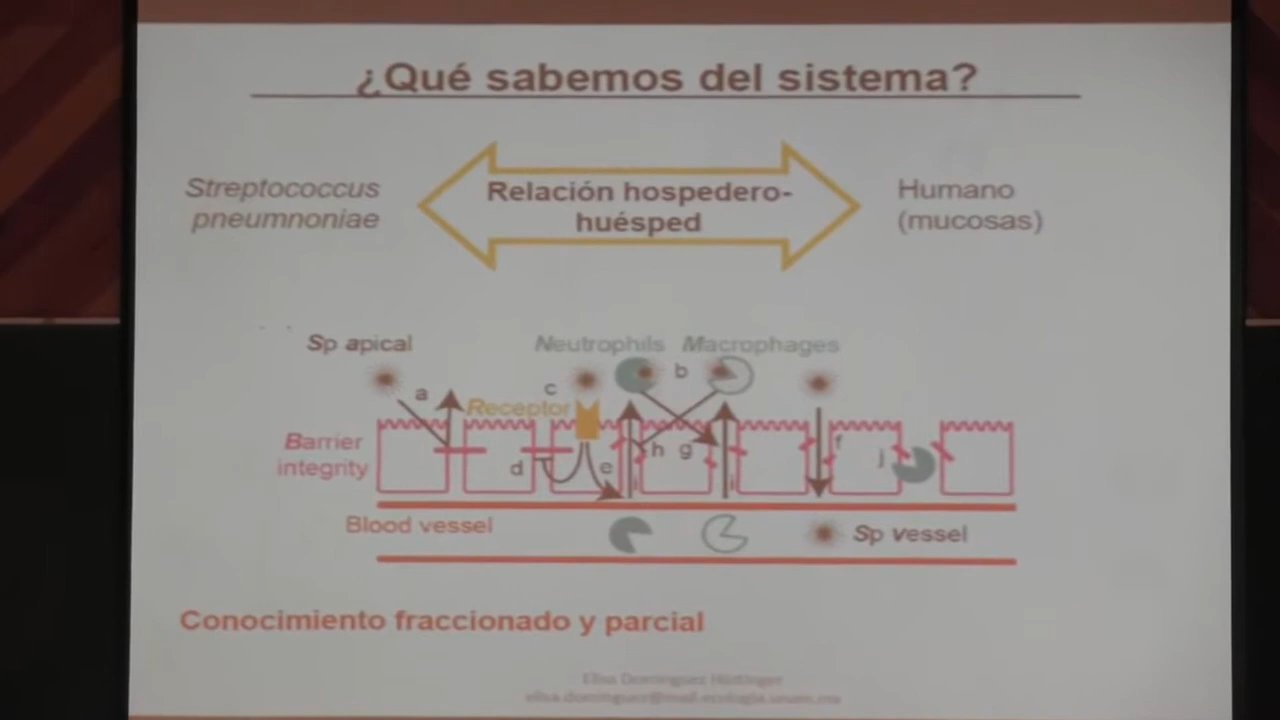 ¿Qué sabemos del sistema?
Streptococcus
pneumnoniae
Relación hospedero-
huésped
Humano
(mucosas)
Sp apical
Neutrophils
Macrophages
a
c
b
Receptor
Barrier
integrity
d
e
h
g
f
j
i
i
Blood vessel
Sp vessel
Conocimiento fraccionado y parcial
Elisa Domínguez Hüttinger
elisa.dominguez@mail.ecologia.unam.mx